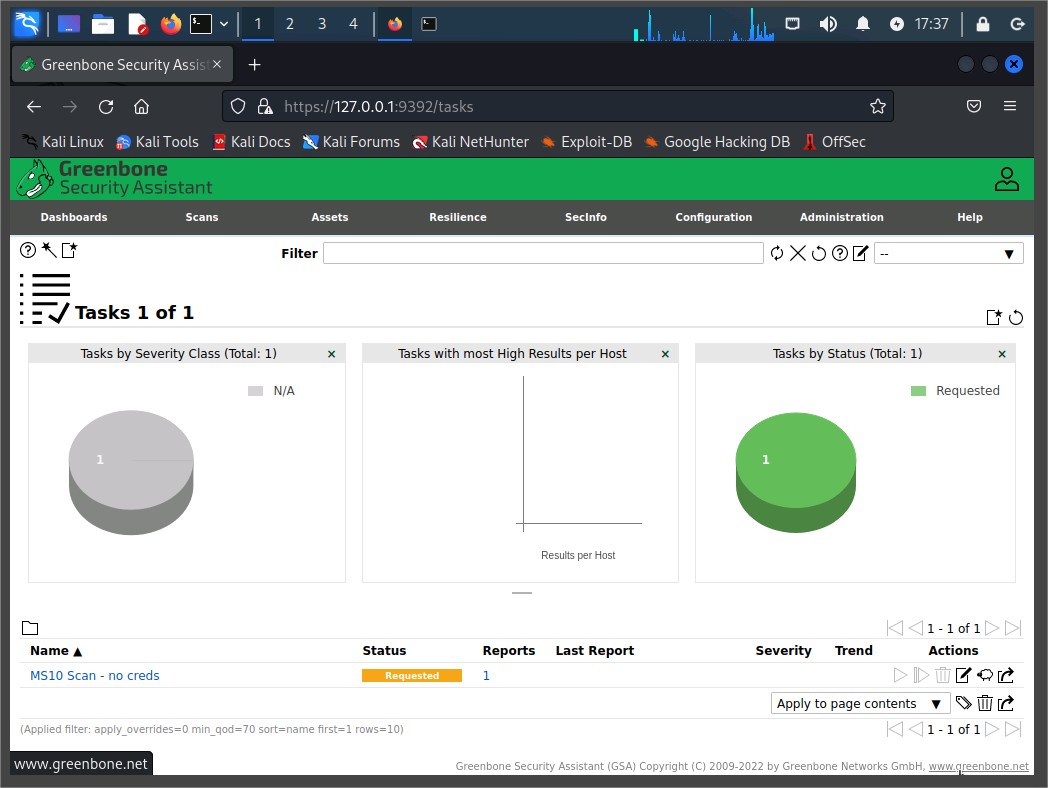 1 2 3 4 17:37
Greenbone Security Assis
https://127.0.0.1:9392/tasks
Kali Linux Kali Tools Kali Docs Kali Forums Kali NetHunter Exploit-DB Google Hacking DB OffSec
Greenbone
Security Assistant
Dashboards Scans Assets Resilience SecInfo Configuration Administration Help
Filter --
Tasks 1 of 1
Tasks by Severity Class (Total: 1) Tasks with most High Results per Host Tasks by Status (Total: 1)
N/A Requested
1 1
Results per Host
1 - 1 of 1
Name ▲ Status Reports Last Report Severity Trend Actions
MS10 Scan - no creds Requested 1
Apply to page contents ▼
(Applied filter: apply_overrides=0 min_qod=70 sort=name first=1 rows=10) 1 - 1 of 1
www.greenbone.net
Greenbone Security Assistant (GSA) Copyright (C) 2009-2022 by Greenbone Networks GmbH, www.greenbone.net